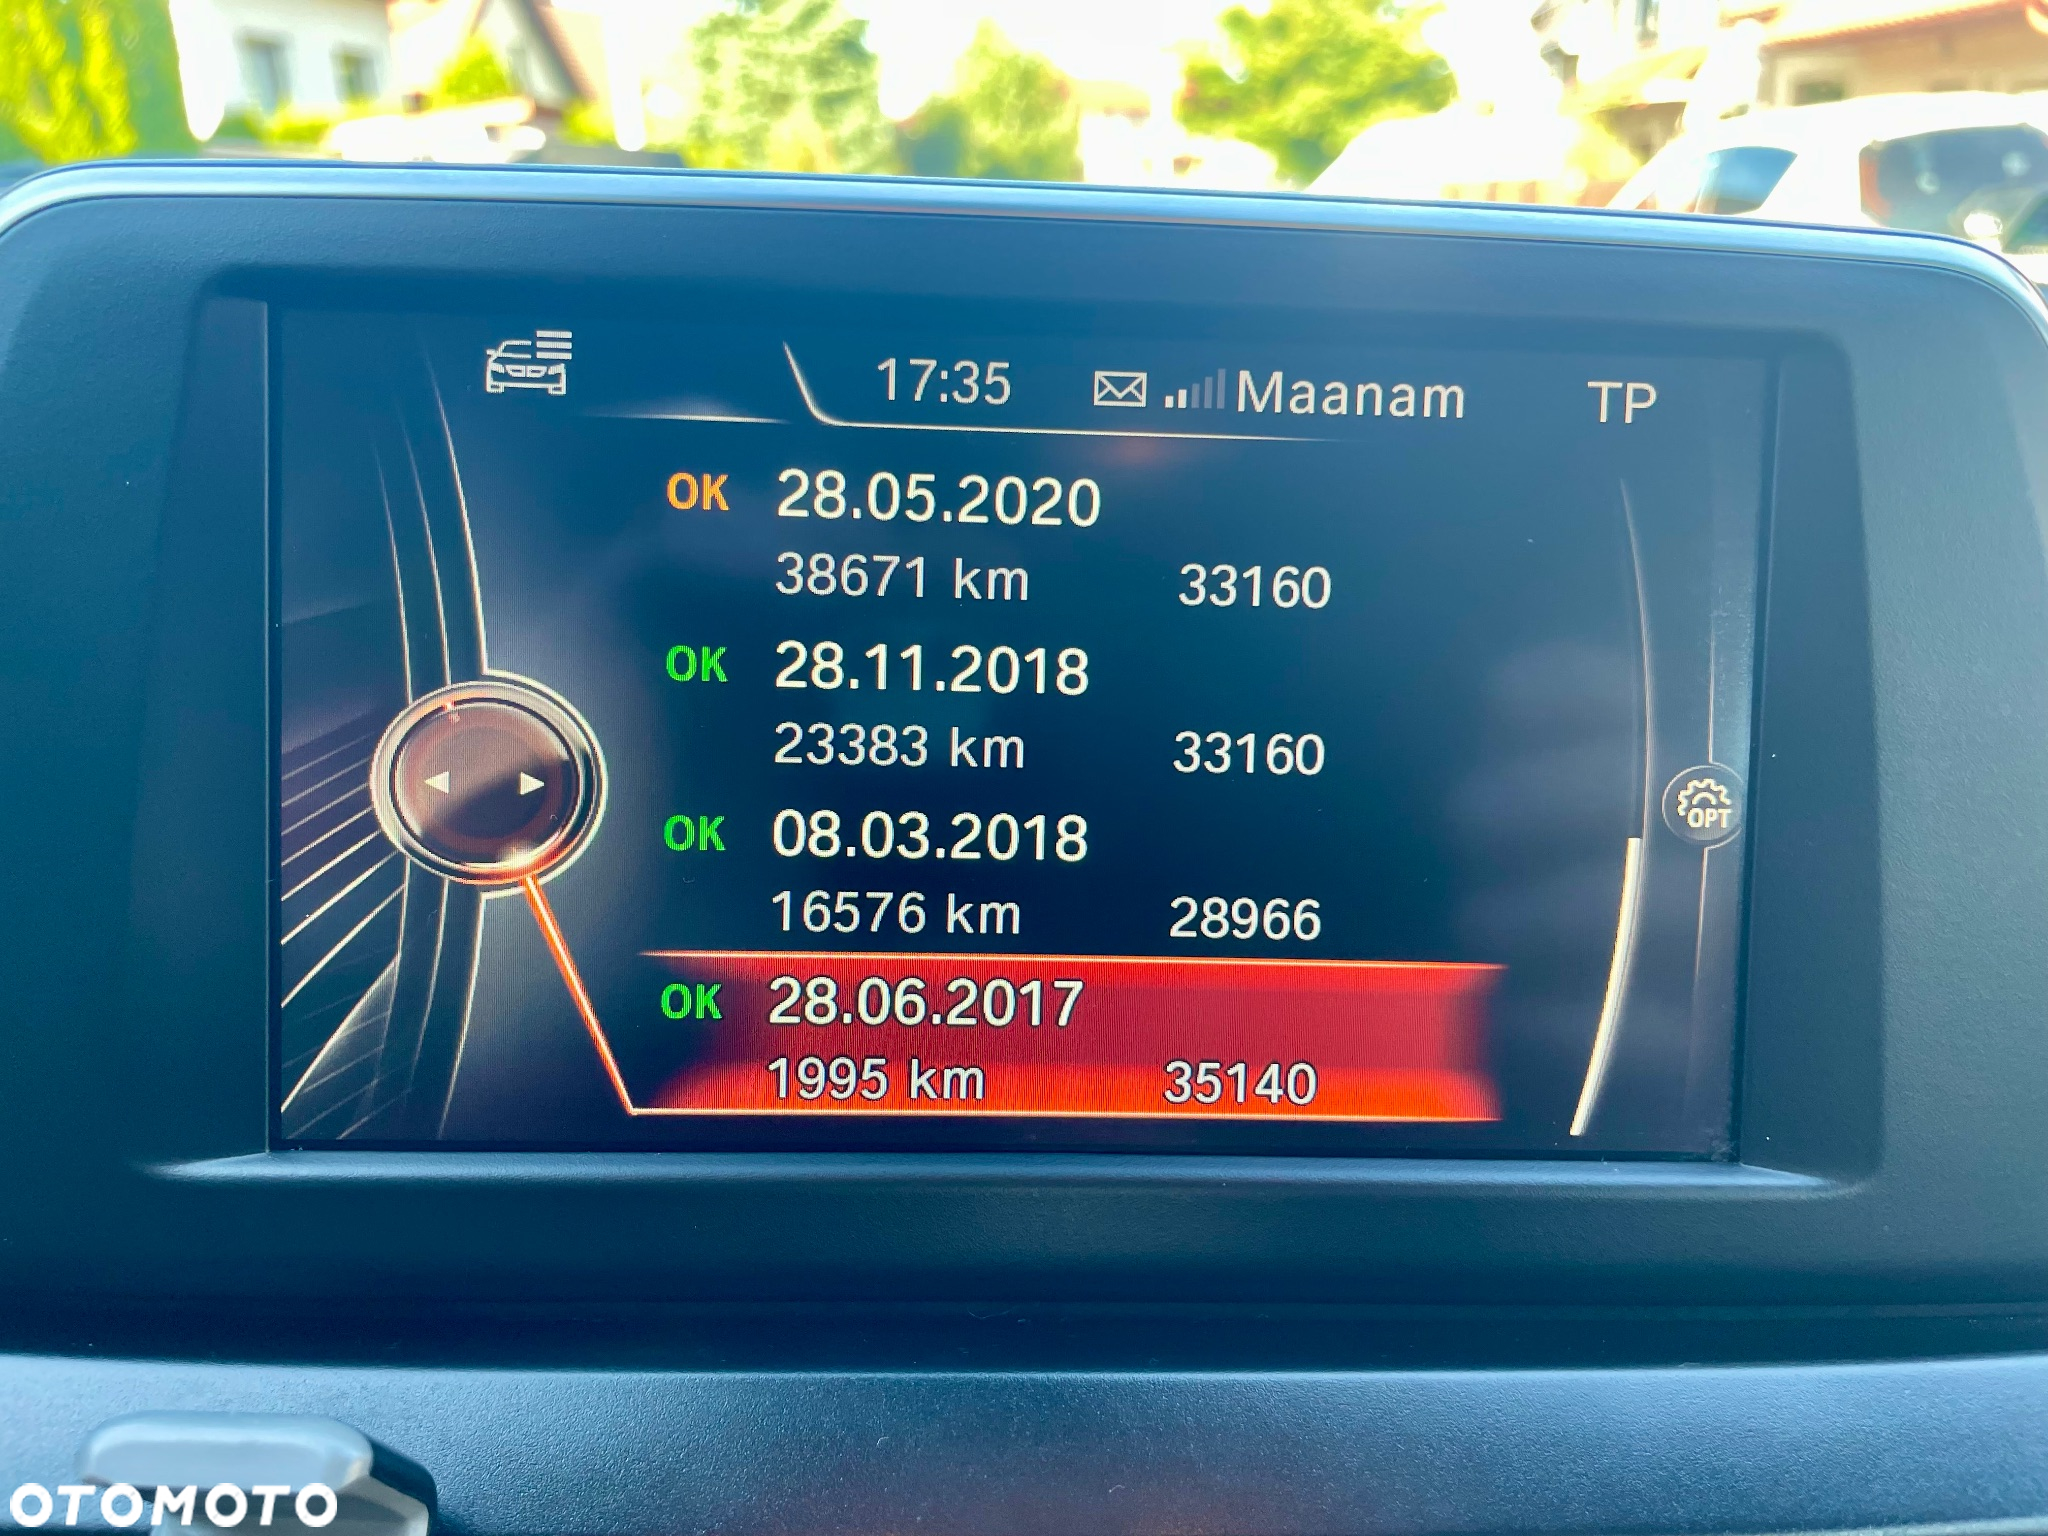 17:35 Maanam TP
OK 28.05.2020
38671 km 33160
OK 28.11.2018
23383 km 33160
OK 08.03.2018
16576 km 28966
OPT
OK 28.06.2017
1995 km 35140
OTOMOTO